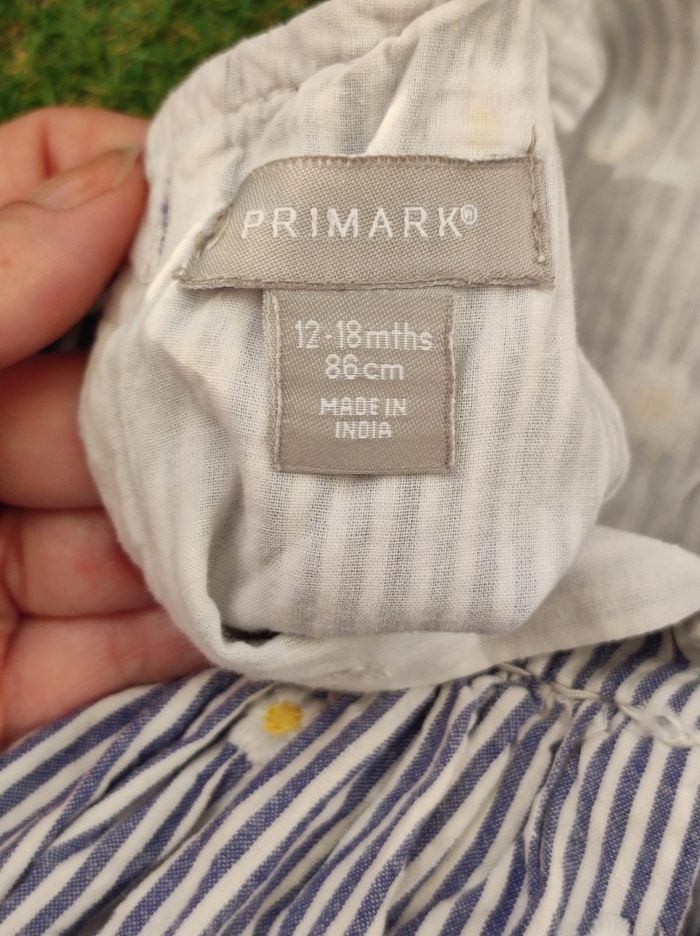 PRIMARK®
12-18mths
86cm
MADE IN
INDIA